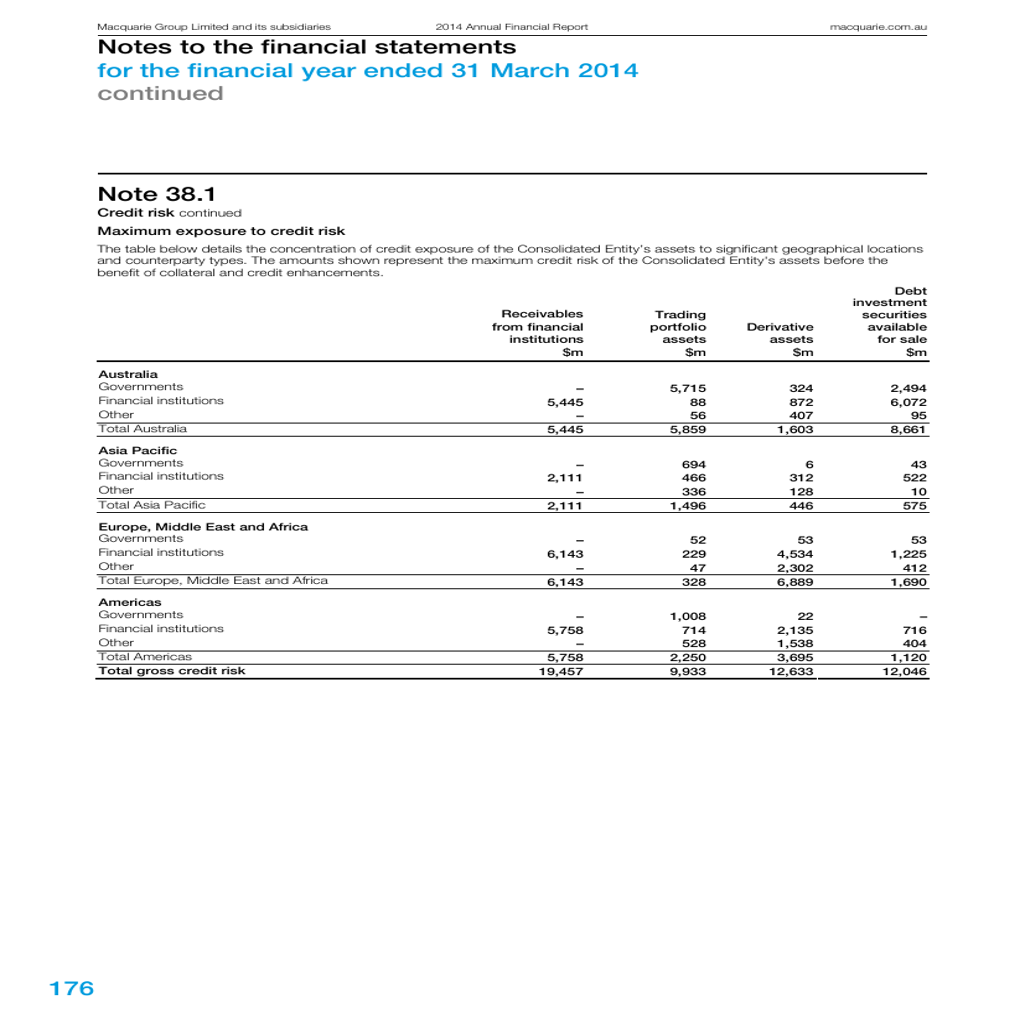 Macquarie Group Limited and its subsidiaries 2014 Annual Financial Report macquarie.com.au
Notes to the financial statements
for the financial year ended 31 March 2014
continued
Note 38.1
Credit risk continued
Maximum exposure to credit risk
The table below details the concentration of credit exposure of the Consolidated Entity's assets to significant geographical locations
and counterparty types. The amounts shown represent the maximum credit risk of the Consolidated Entity's assets before the
benefit of collateral and credit enhancements.
Debt
investment
Receivables Trading securities
from financial portfolio Derivative available
institutions assets assets for sale
$m $m $m $m
Australia
Governments – 5,715 324 2,494
Financial institutions 5,445 88 872 6,072
Other – 56 407 95
Total Australia 5,445 5,859 1,603 8,661
Asia Pacific
Governments – 694 6 43
Financial institutions 2,111 466 312 522
Other – 336 128 10
Total Asia Pacific 2,111 1,496 446 575
Europe, Middle East and Africa
Governments – 52 53 53
Financial institutions 6,143 229 4,534 1,225
Other – 47 2,302 412
Total Europe, Middle East and Africa 6,143 328 6,889 1,690
Americas
Governments – 1,008 22 –
Financial institutions 5,758 714 2,135 716
Other – 528 1,538 404
Total Americas 5,758 2,250 3,695 1,120
Total gross credit risk 19,457 9,933 12,633 12,046
176